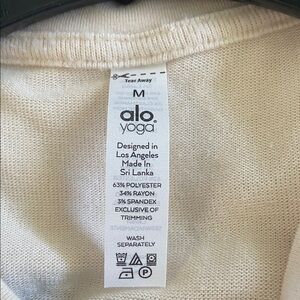 Tear Away
M
alo
yoga
Designed in
Los Angeles
Made In
Sri Lanka
63% POLYESTER
34% RAYON
3% SPANDEX
EXCLUSIVE OF
TRIMMING
WASH
SEPARATELY
P